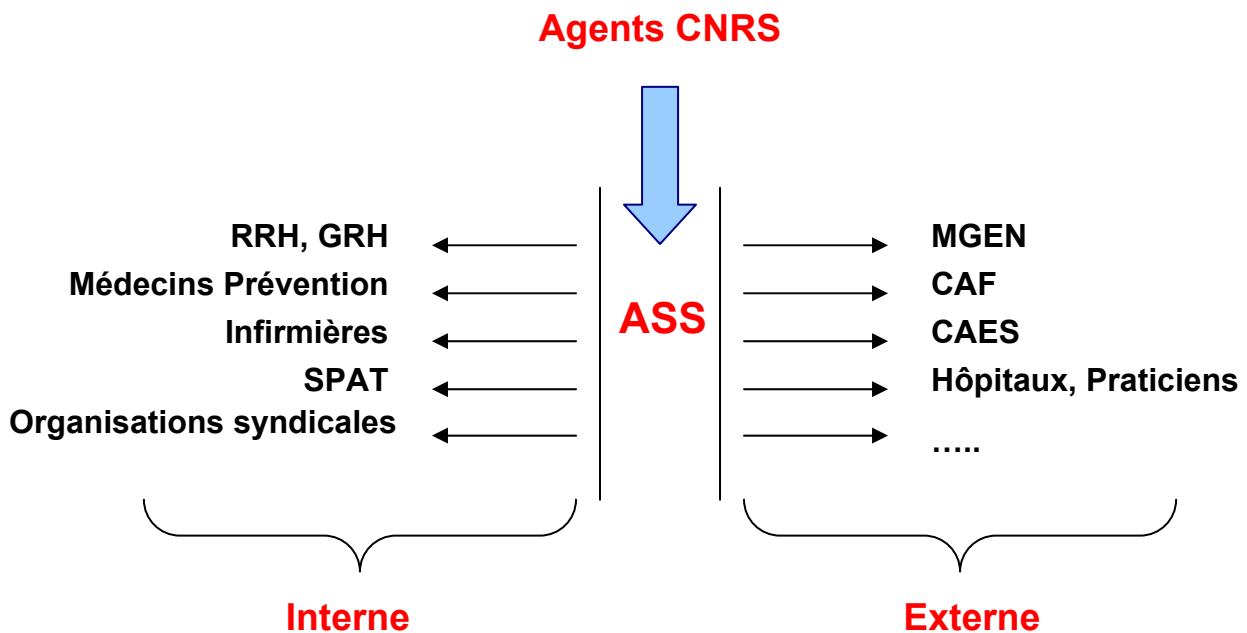 Agents CNRS
RRH, GRH
Médecins Prévention
Infirmières
SPAT
Organisations syndicales
ASS
MGEN
CAF
CAES
Hôpitaux, Praticiens
.....
Interne
Externe